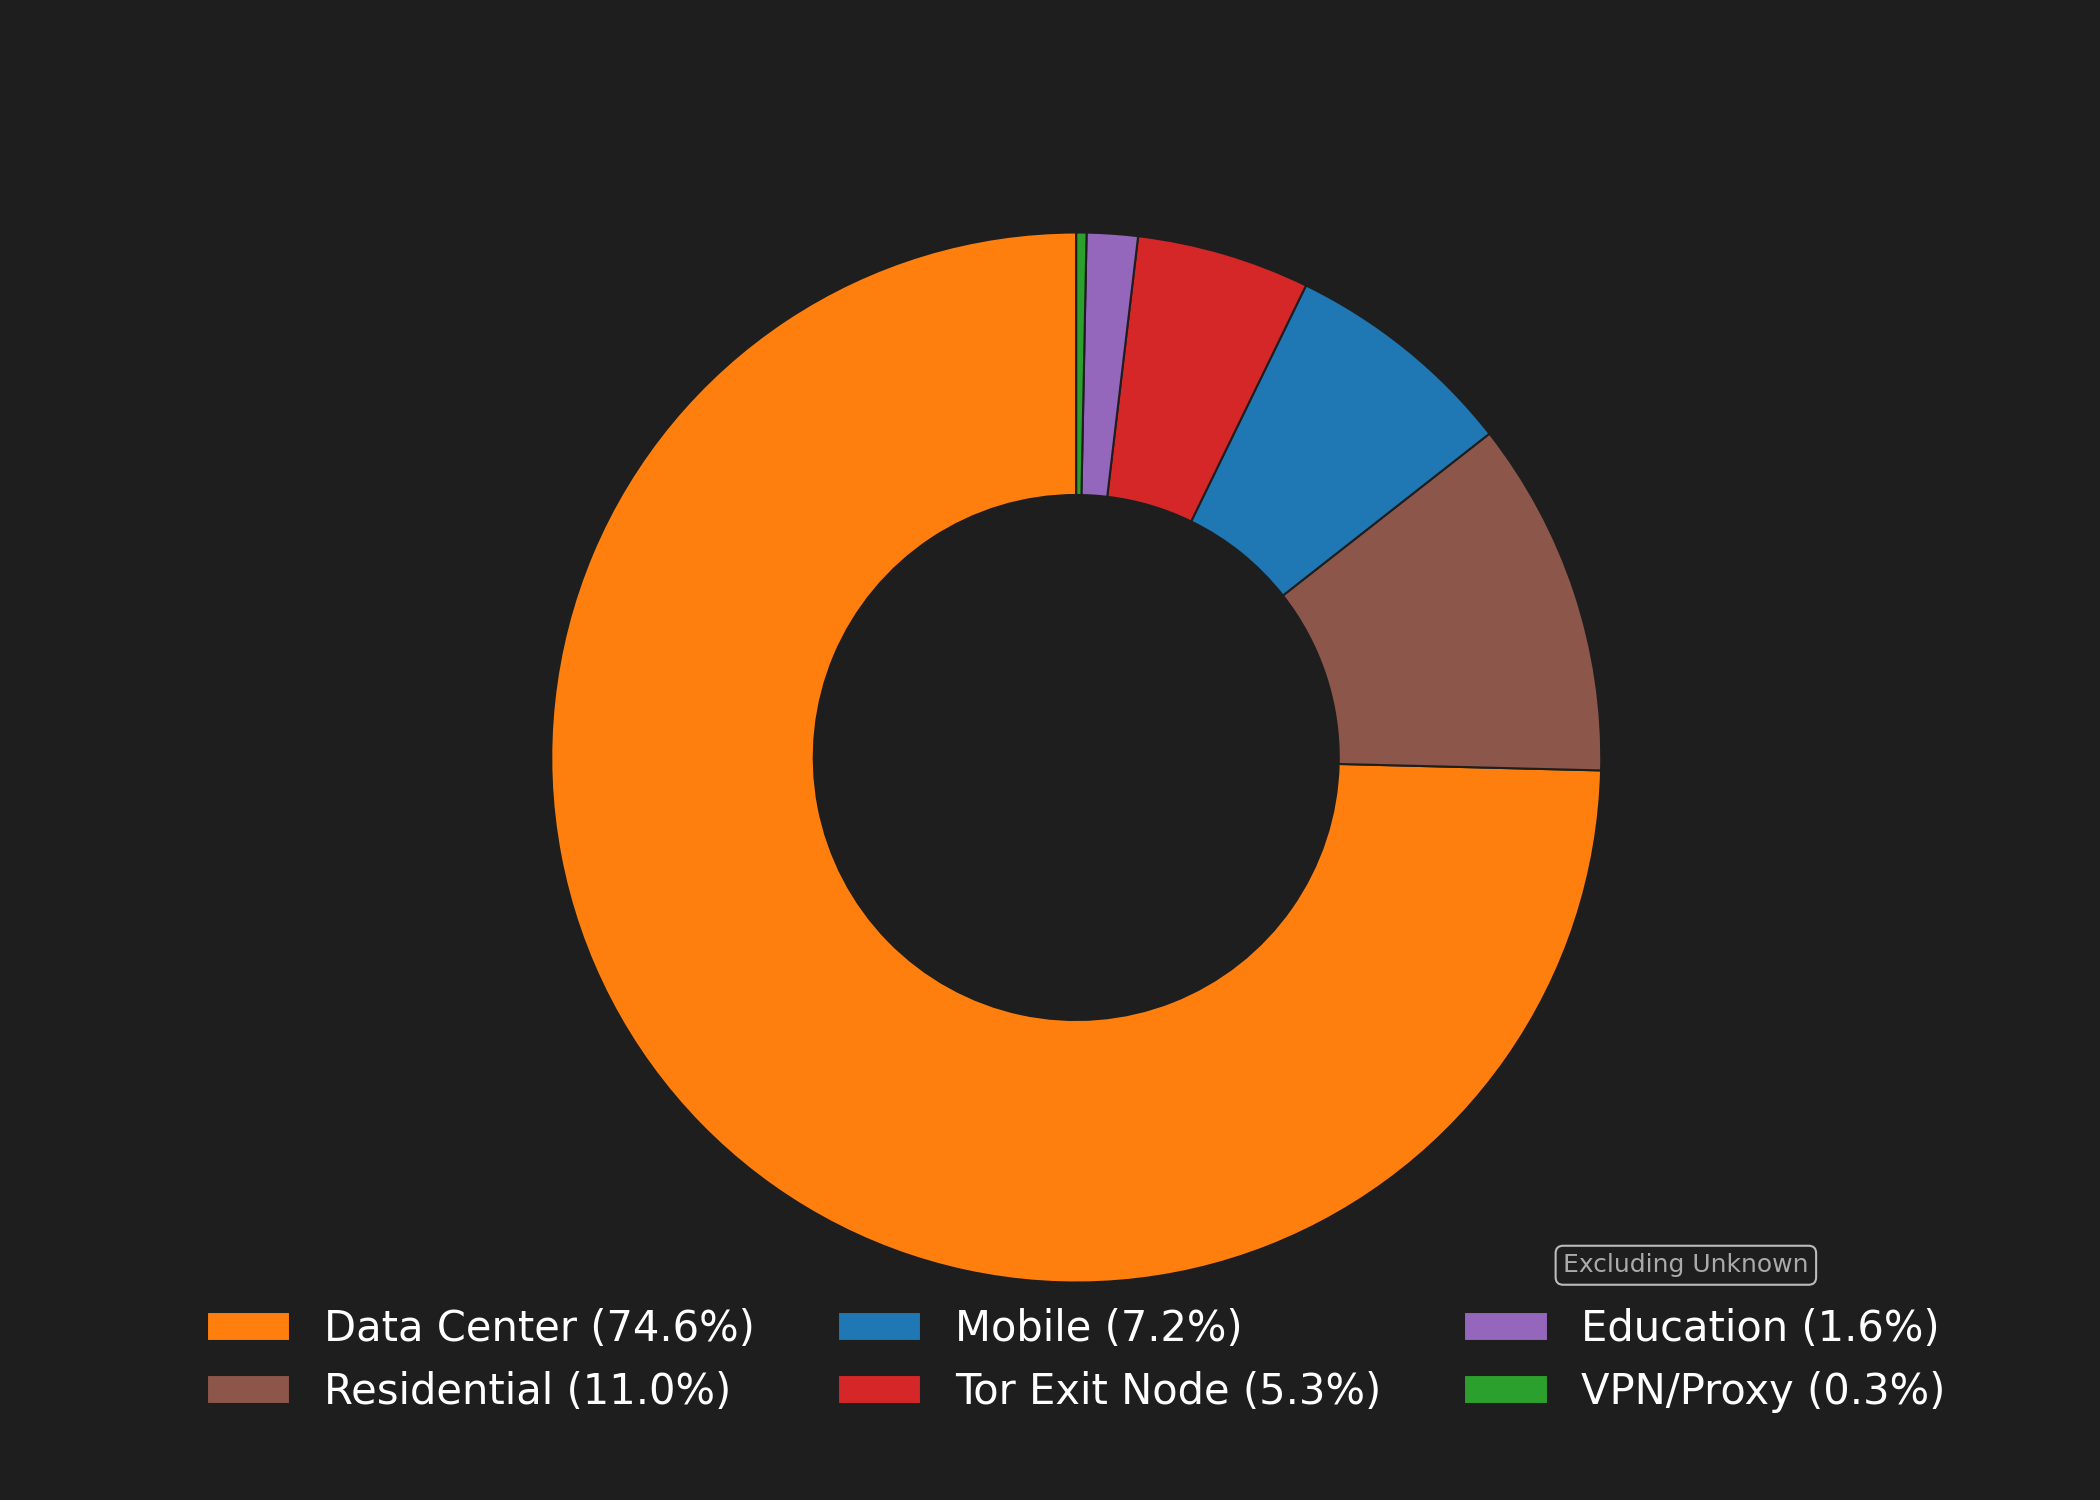 Excluding Unknown
Data Center (74.6%)
Residential (11.0%)
Mobile (7.2%)
Tor Exit Node (5.3%)
Education (1.6%)
VPN/Proxy (0.3%)